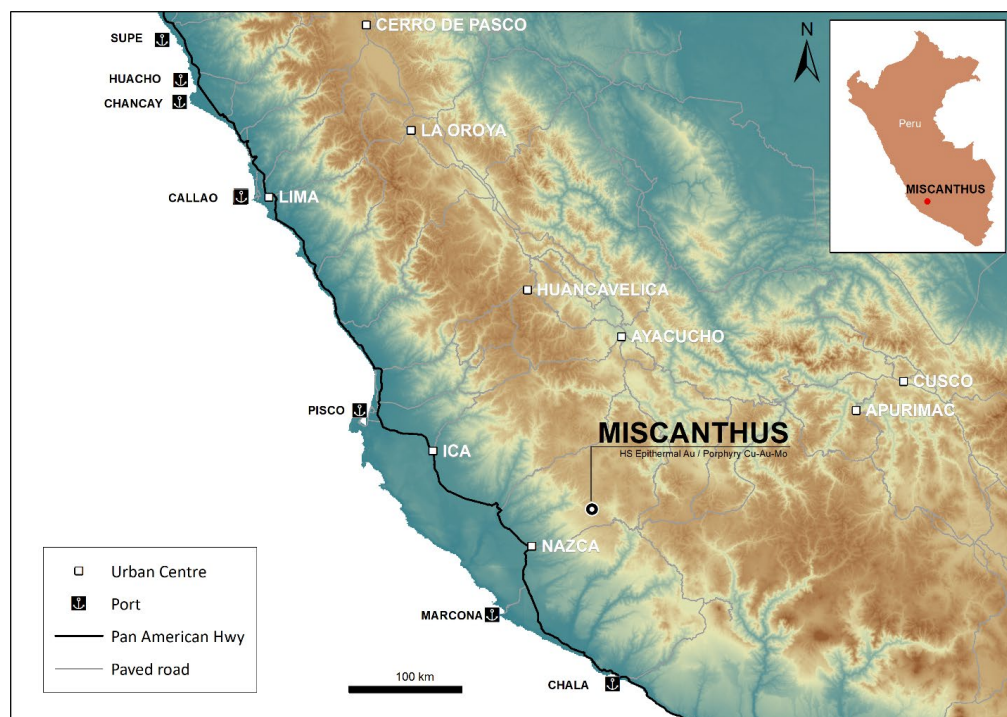 CERRO DE PASCO
SUPE
N
HUACHO
CHANCAY
Peru
LA OROYA
MISCANTHUS
CALLAO
LIMA
HUANCAVELICA
AYACUCHO
CUSCO
APURIMAC
PISCO
MISCANTHUS
HS Epithermal Au / Porphyry Cu-Au-Mo
ICA
NAZCA
Urban Centre
Port
MARCONA
Pan American Hwy
Paved road
100 km
CHALA